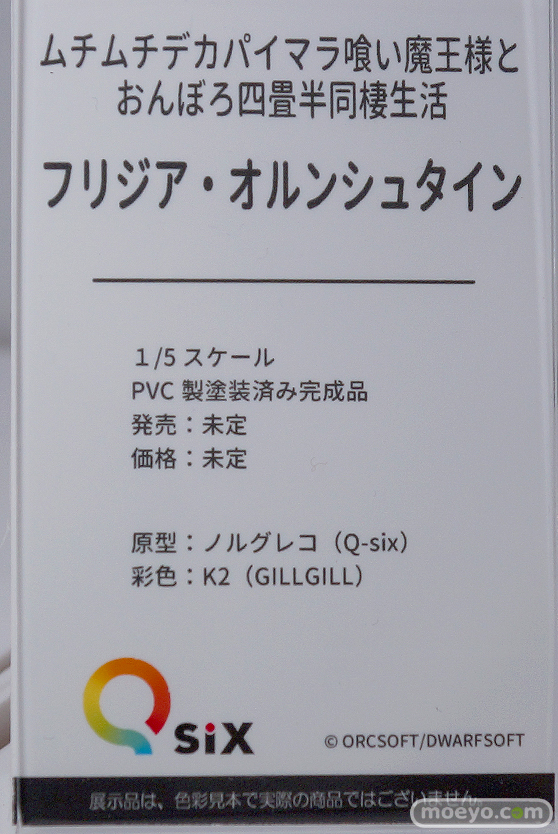 ムチムチデカパイマラ喰い魔王様と
おんぼろ四畳半同棲生活
フリジア・オルンシュタイン
1/5 スケール
PVC 製塗装済み完成品
発売：未定
価格：未定
原型：ノルグレコ（Q-six）
彩色：K2（GILLGILL）
Q siX
© ORCSOFT/DWARFSOFT
展示品は、色彩見本で実際の商品ではございません。
moeyo.com